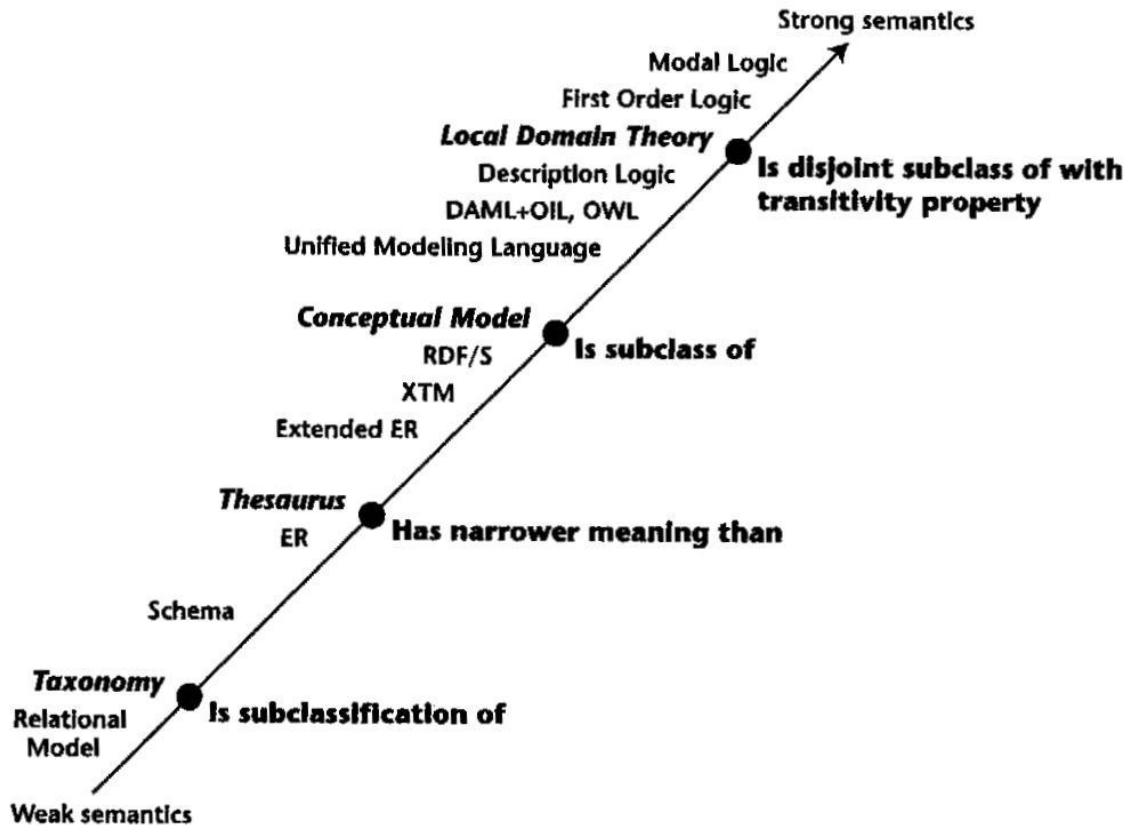 Strong semantics
Modal Logic
First Order Logic
Local Domain Theory
Is disjoint subclass of with
transitivity property
Description Logic
DAML+OIL, OWL
Unified Modeling Language
Conceptual Model
Is subclass of
RDF/S
XTM
Extended ER
Thesaurus
Has narrower meaning than
ER
Schema
Taxonomy
Is subclassification of
Relational
Model
Weak semantics